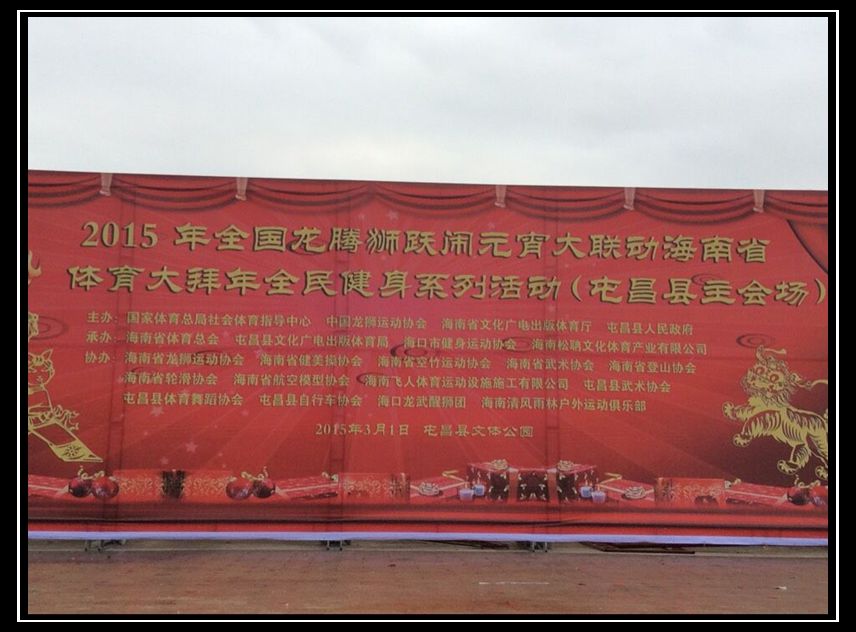 2015年全国龙腾狮跃闹元宵大联动海南省
体育大拜年全民健身系列活动(屯昌县主会场)
主办:国家体育总局社会体育指导中心 中国龙狮运动协会 海南省文化广电出版体育厅 屯昌县人民政府
承办:海南省体育总会 屯昌县文化广电出版体育局 海口市健身运动协会 海南松鸣文化体育产业有限公司
协办:海南省龙狮运动协会 海南省健美操协会 海南省空竹运动协会 海南省武术协会 海南省登山协会
海南省轮滑协会 海南省航空模型协会 海南飞人体育运动设施施工有限公司 屯昌县武术协会
屯昌县体育舞蹈协会 屯昌县自行车协会 海口龙武醒狮团 海南清风雨林户外运动俱乐部
2015年3月1日 屯昌县文体公园